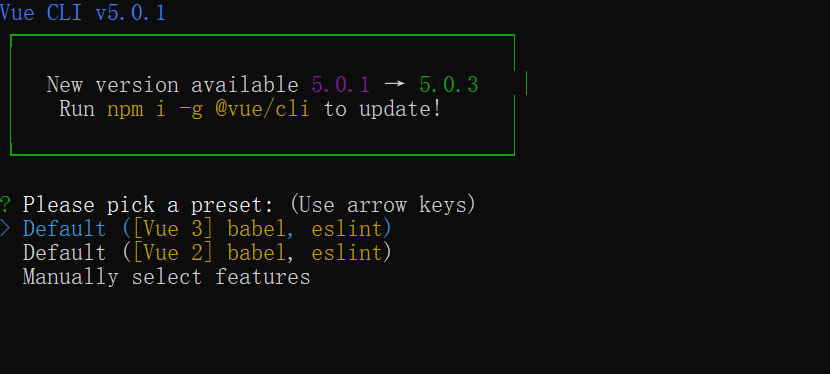 Vue CLI v5.0.1
New version available 5.0.1 → 5.0.3
Run npm i -g @vue/cli to update!
? Please pick a preset: (Use arrow keys)
> Default ([Vue 3] babel, eslint)
Default ([Vue 2] babel, eslint)
Manually select features